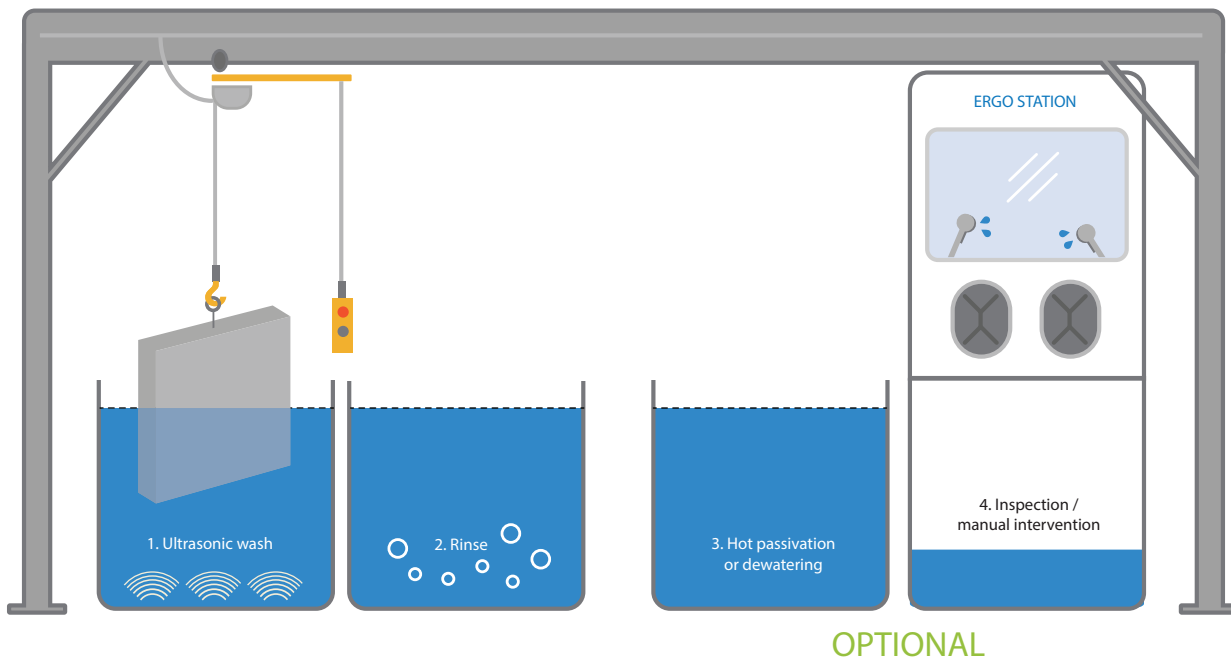 ERGO STATION
1. Ultrasonic wash
2. Rinse
3. Hot passivation
or dewatering
4. Inspection /
manual intervention
OPTIONAL